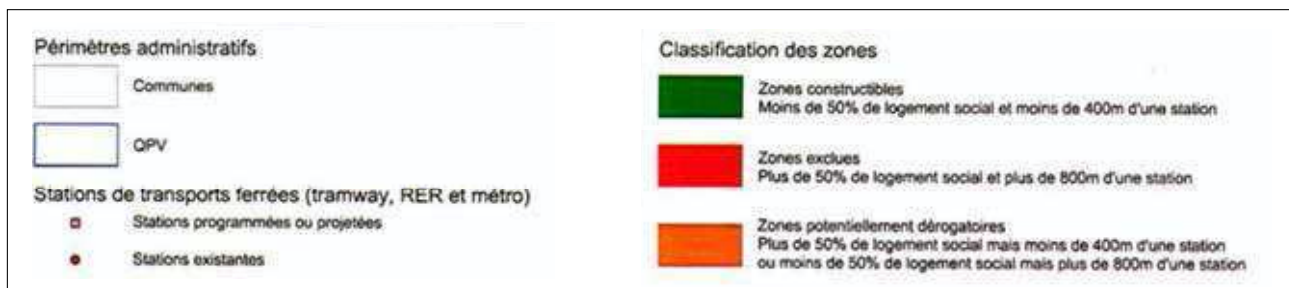 Périmètres administratifs
Communes
QPV
Stations de transports ferrées (tramway, RER et métro)
Stations programmées ou projetées
Stations existantes
Classification des zones
Zones constructibles
Moins de 50% de logement social et moins de 400m d'une station
Zones exclues
Plus de 50% de logement social et plus de 800m d'une station
Zones potentiellement dérogatoires
Plus de 50% de logement social mais moins de 400m d'une station
ou moins de 50% de logement social mais plus de 800m d'une station